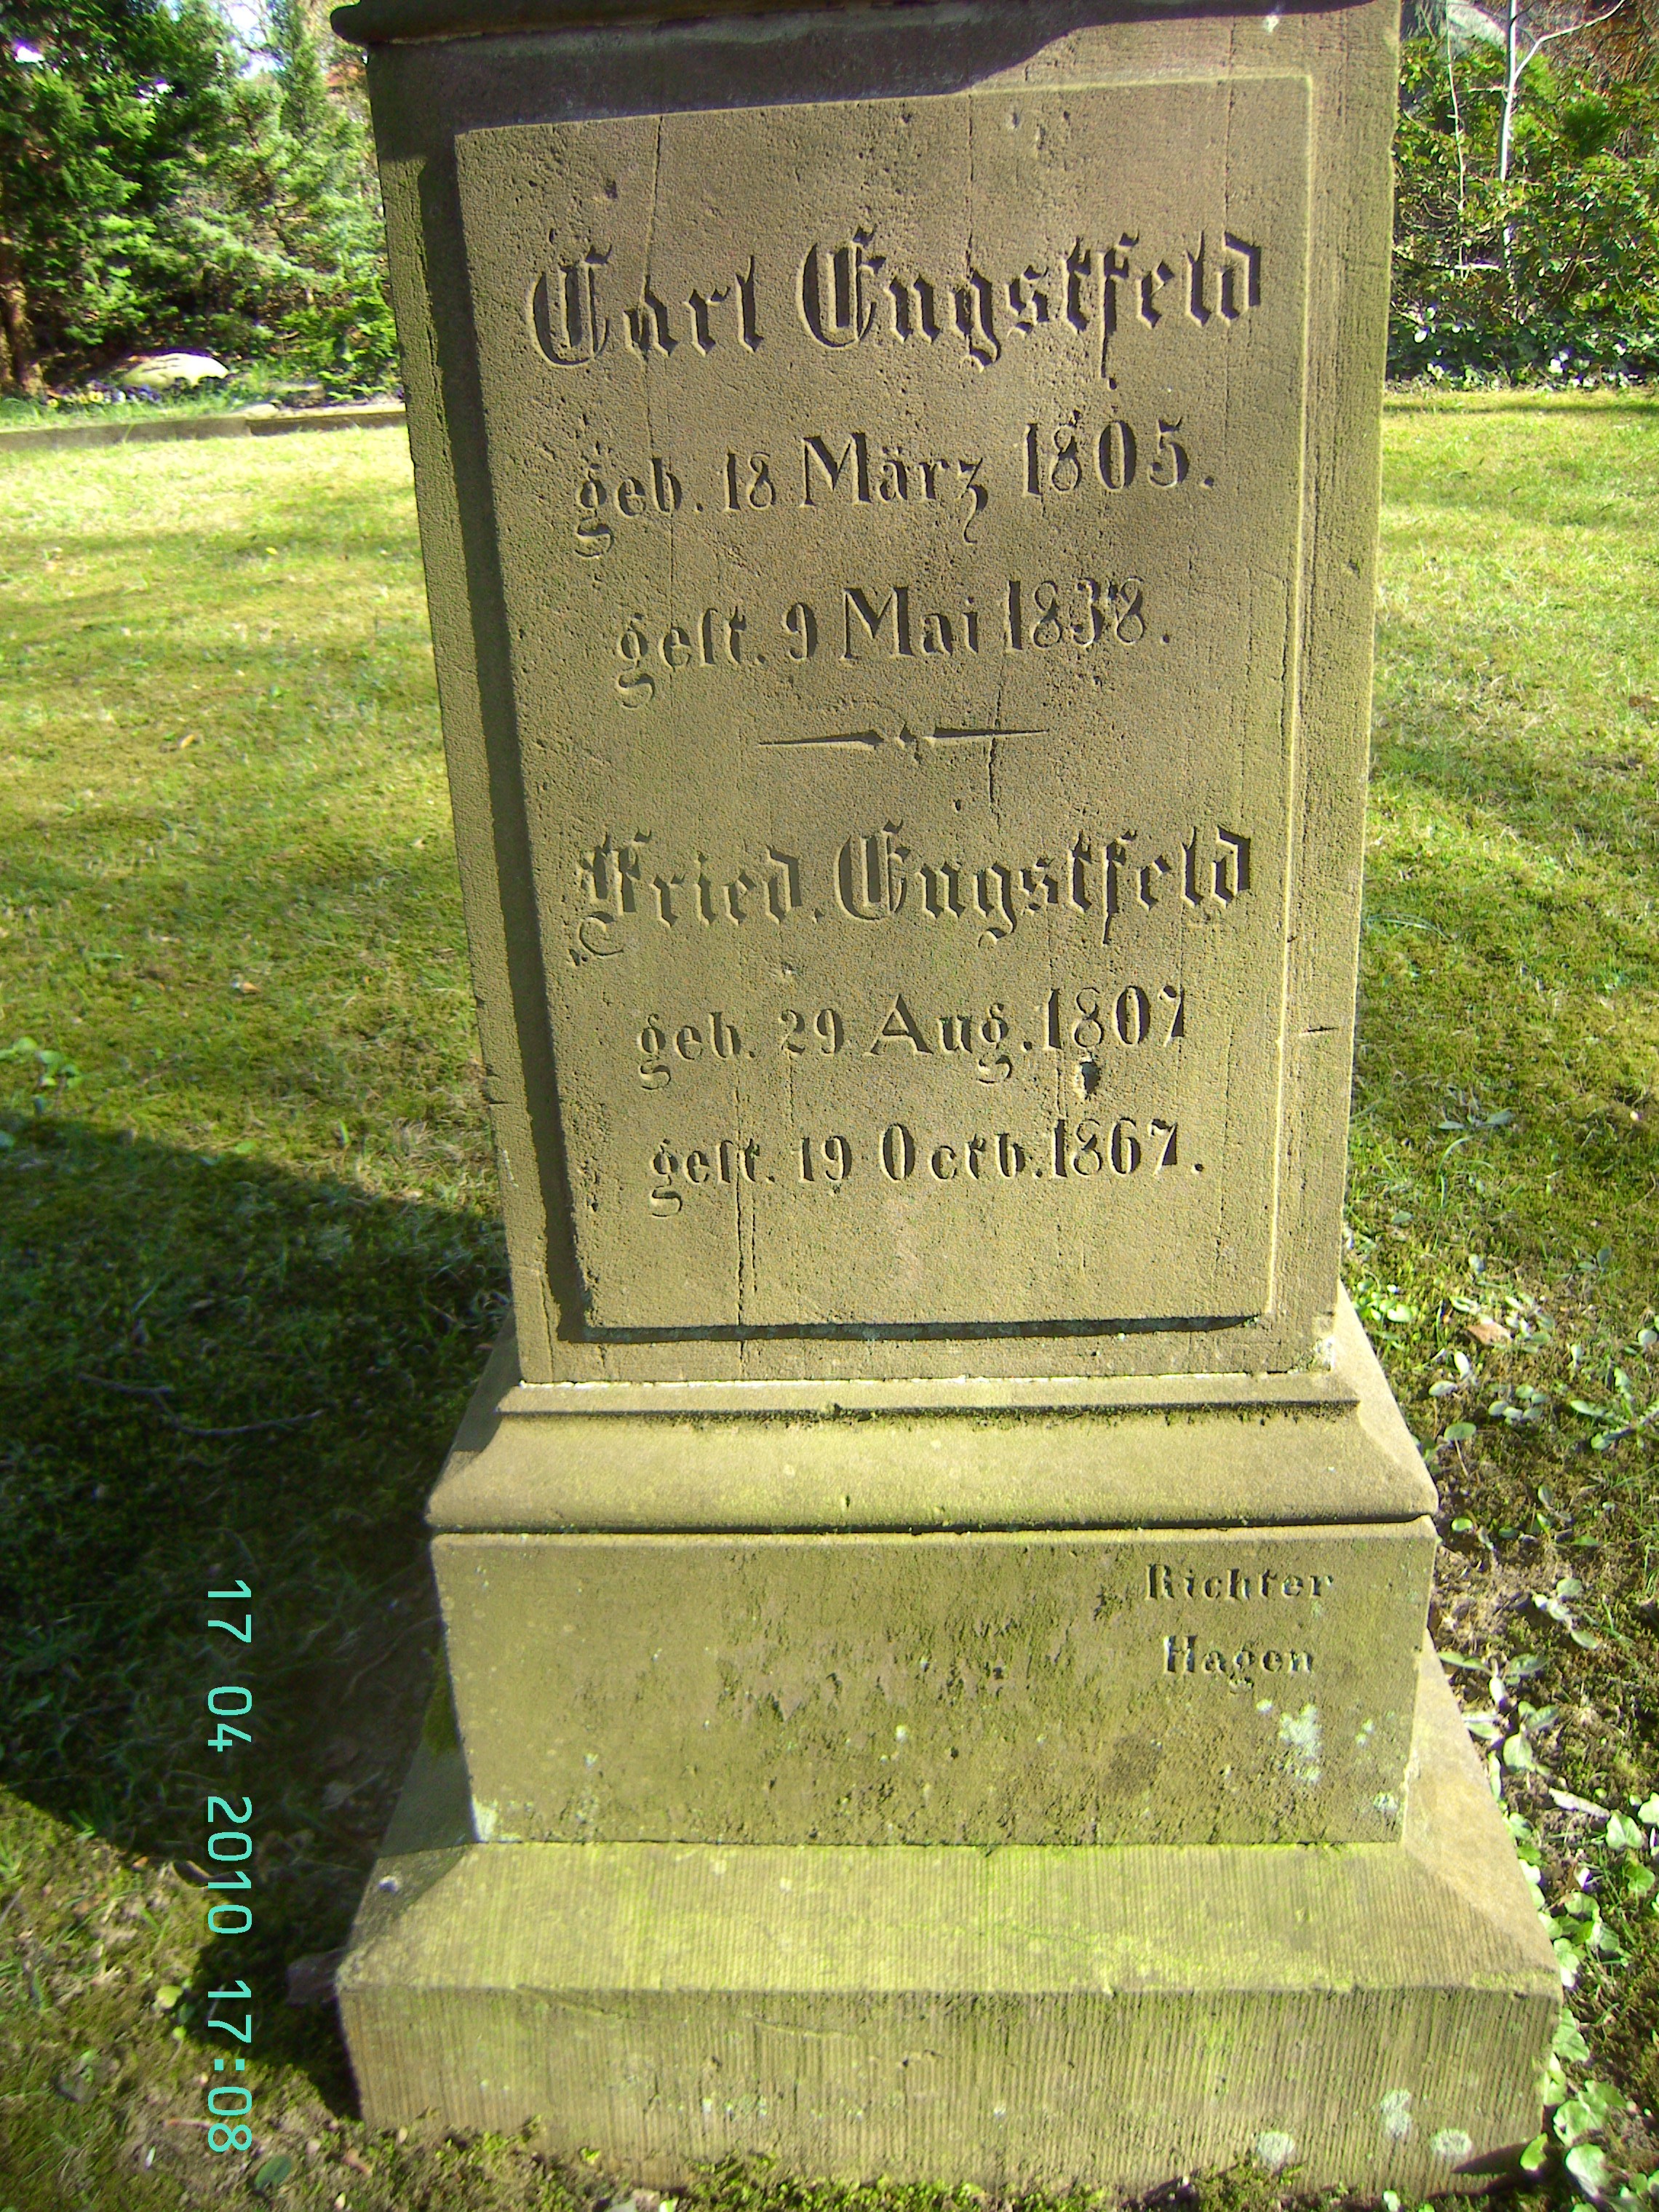 Carl Engstfeld
geb. 18 März 1805.
gest. 9 Mai 1838.
Fried. Engstfeld
geb. 29 Aug. 1807
gest. 19 Octb. 1867.
Richter
Hagen
17 04 2010 17:08